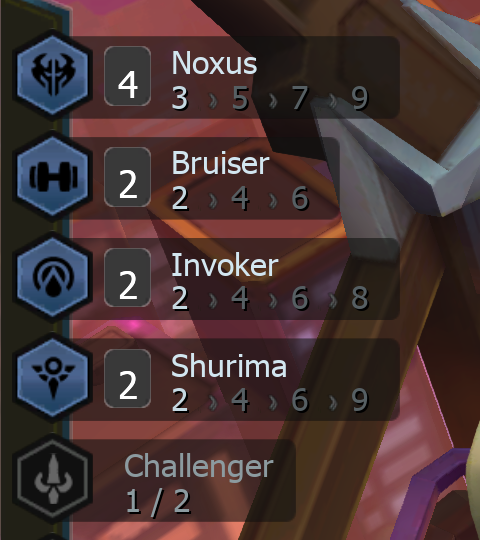 Noxus
4
3 › 5 › 7 › 9
Bruiser
2
2 › 4 › 6
Invoker
2
2 › 4 › 6 › 8
Shurima
2
2 › 4 › 6 › 9
Challenger
1 / 2